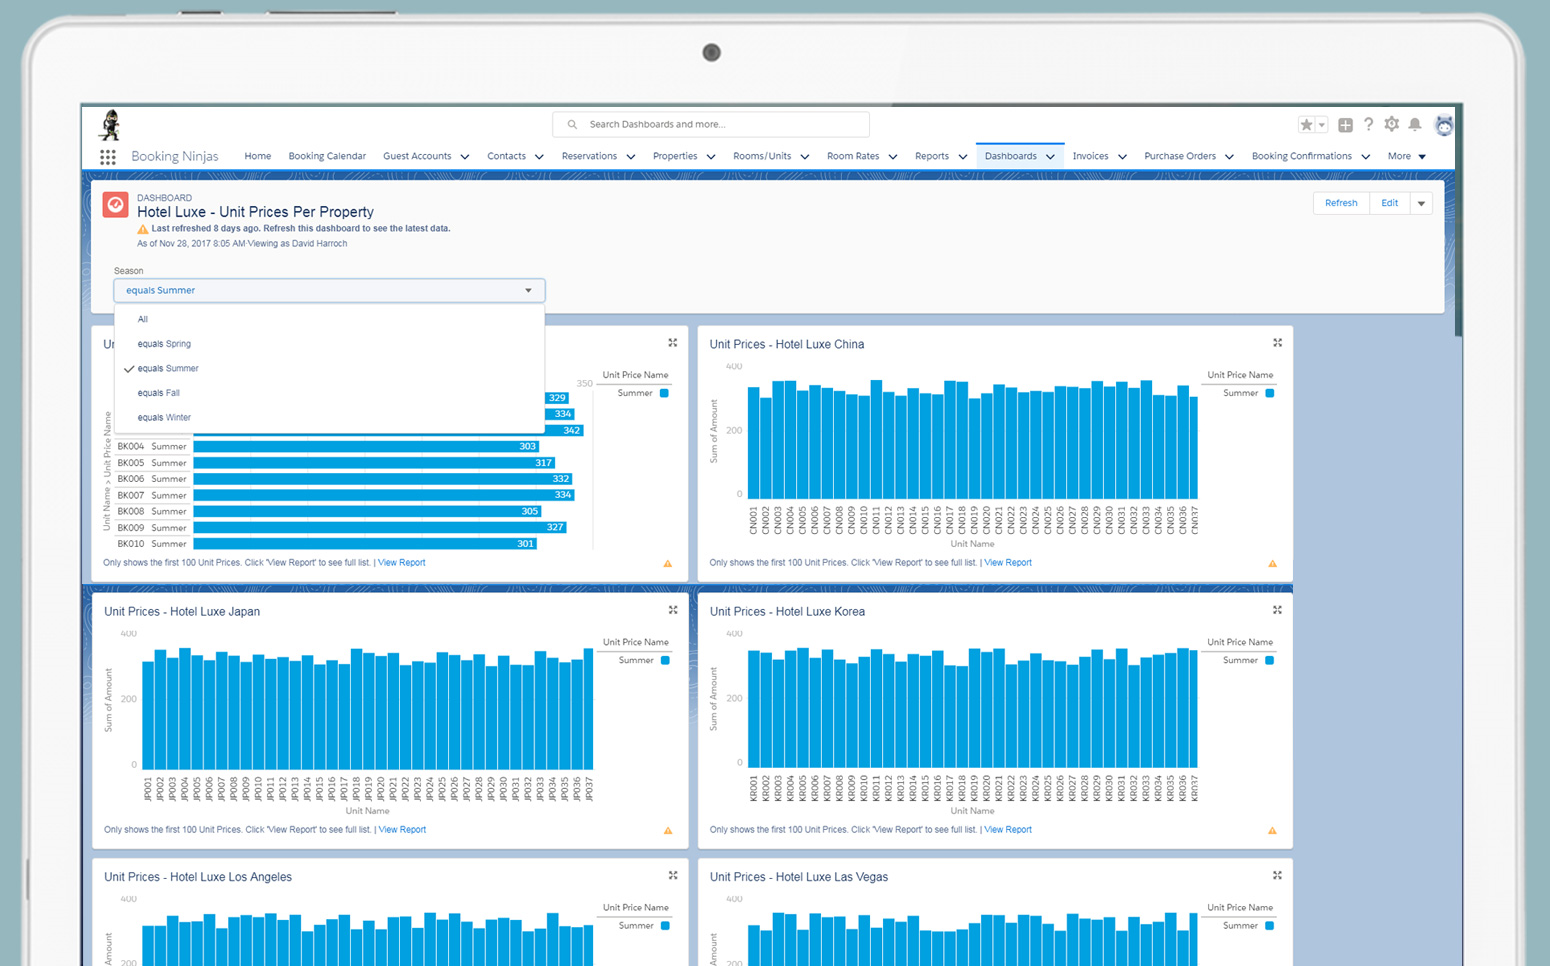 Search Dashboards and more...
Booking Ninjas
Home
Booking Calendar
Guest Accounts
Contacts
Reservations
Properties
Rooms/Units
Room Rates
Reports
Dashboards
Invoices
Purchase Orders
Booking Confirmations
More
DASHBOARD
Hotel Luxe - Unit Prices Per Property
Last refreshed 8 days ago. Refresh this dashboard to see the latest data.
As of Nov 28, 2017 8:05 AM·Viewing as David Harroch
Refresh
Edit
Season
equals Summer
All
equals Spring
equals Summer
equals Fall
equals Winter
350
Unit Price Name
Summer
Unit Name > Unit Price Name
329
334
342
BK004 Summer 303
BK005 Summer 317
BK006 Summer 332
BK007 Summer 334
BK008 Summer 305
BK009 Summer 327
BK010 Summer 301
Only shows the first 100 Unit Prices. Click 'View Report' to see full list. | View Report
Unit Prices - Hotel Luxe China
400
200
0
Sum of Amount
Unit Price Name
Summer
CN001 CN002 CN003 CN004 CN005 CN006 CN007 CN008 CN009 CN010 CN011 CN012 CN013 CN014 CN015 CN016 CN017 CN018 CN019 CN020 CN021 CN022 CN023 CN024 CN025 CN026 CN027 CN028 CN029 CN030 CN031 CN032 CN033 CN034 CN035 CN036 CN037
Unit Name
Only shows the first 100 Unit Prices. Click 'View Report' to see full list. | View Report
Unit Prices - Hotel Luxe Japan
400
200
0
Sum of Amount
Unit Price Name
Summer
JP001 JP002 JP003 JP004 JP005 JP006 JP007 JP008 JP009 JP010 JP011 JP012 JP013 JP014 JP015 JP016 JP017 JP018 JP019 JP020 JP021 JP022 JP023 JP024 JP025 JP026 JP027 JP028 JP029 JP030 JP031 JP032 JP033 JP034 JP035 JP036 JP037
Unit Name
Only shows the first 100 Unit Prices. Click 'View Report' to see full list. | View Report
Unit Prices - Hotel Luxe Korea
400
200
0
Sum of Amount
Unit Price Name
Summer
KR001 KR002 KR003 KR004 KR005 KR006 KR007 KR008 KR009 KR010 KR011 KR012 KR013 KR014 KR015 KR016 KR017 KR018 KR019 KR020 KR021 KR022 KR023 KR024 KR025 KR026 KR027 KR028 KR029 KR030 KR031 KR032 KR033 KR034 KR035 KR036 KR037
Unit Name
Only shows the first 100 Unit Prices. Click 'View Report' to see full list. | View Report
Unit Prices - Hotel Luxe Los Angeles
400
200
Amount
Unit Price Name
Summer
Unit Prices - Hotel Luxe Las Vegas
400
200
Amount
Unit Price Name
Summer